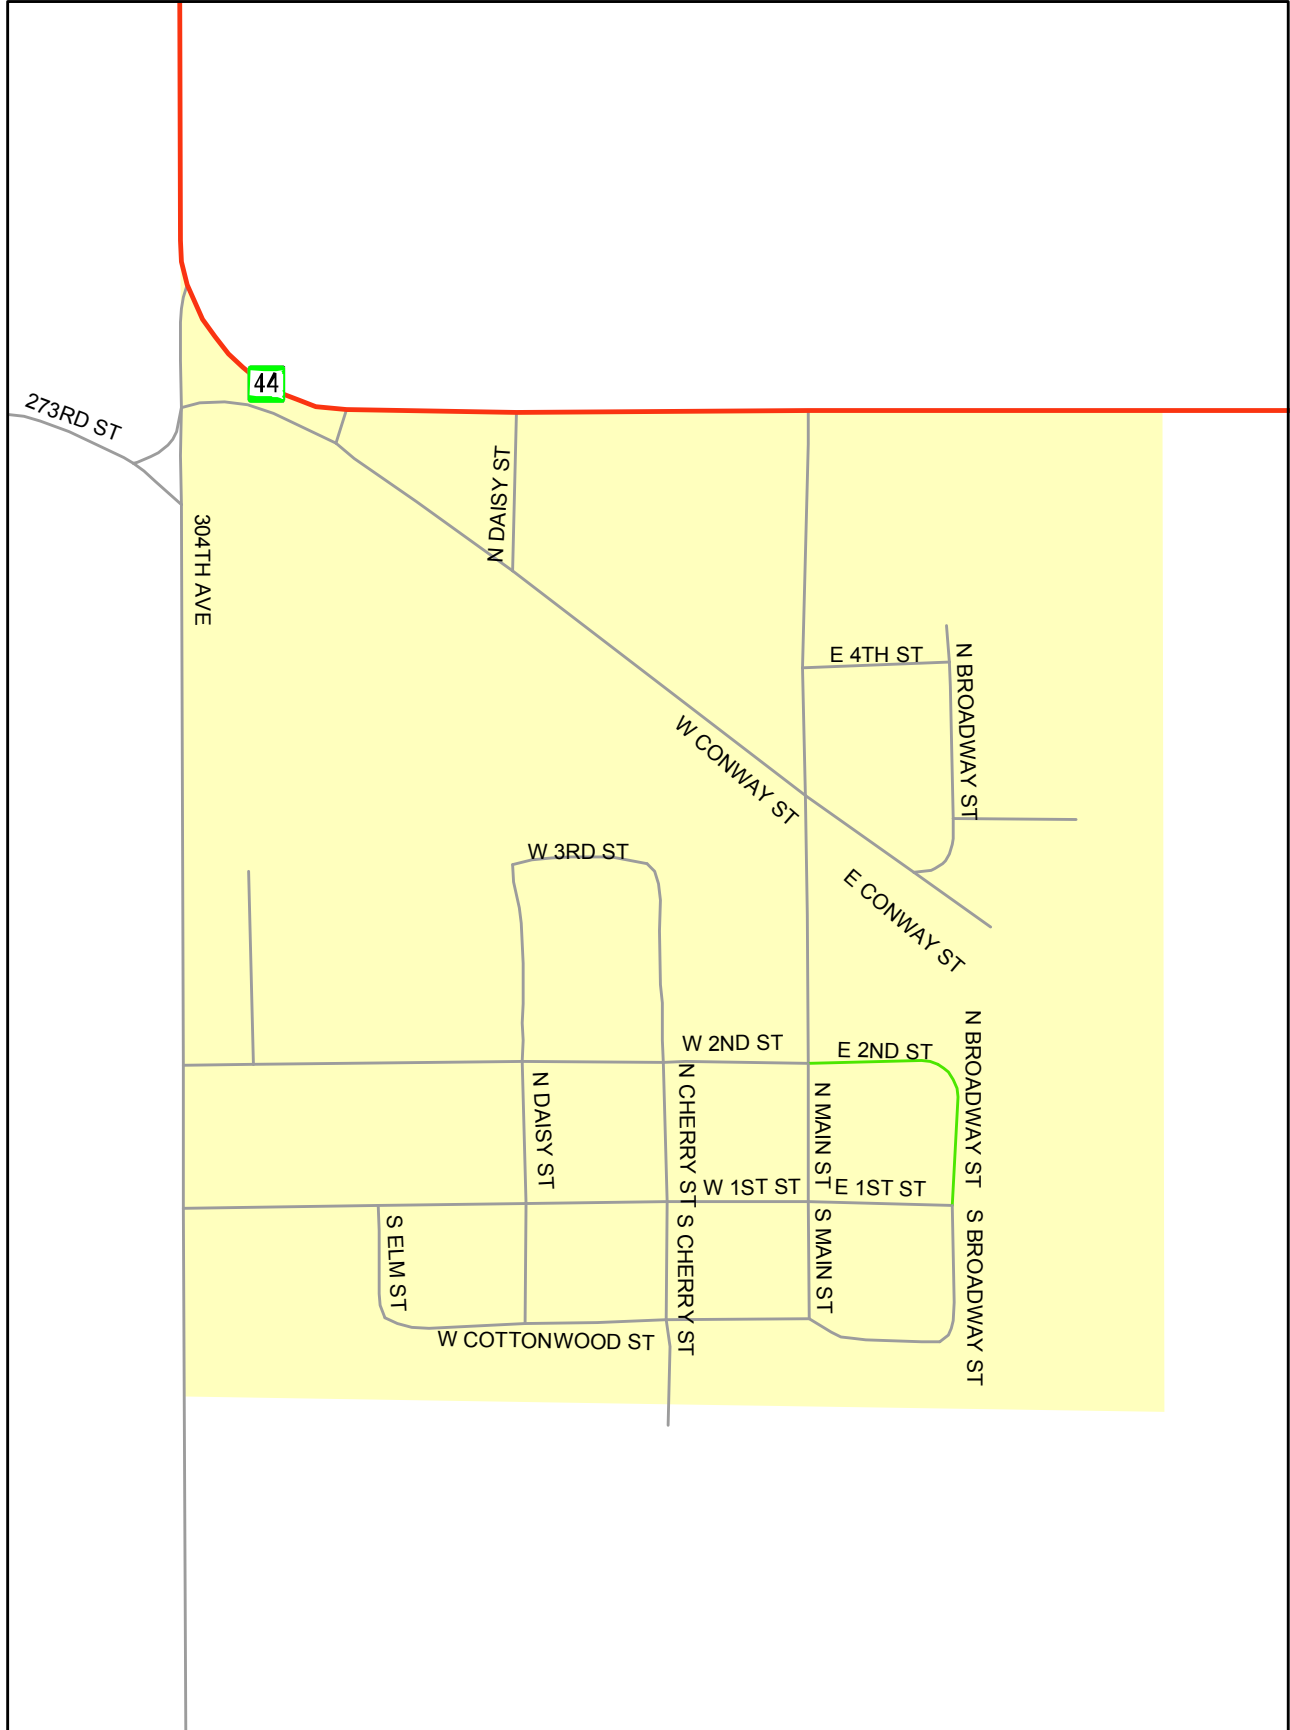 44
273RD ST
N DAISY ST
304TH AVE
E 4TH ST
N BROADWAY ST
W CONWAY ST
W 3RD ST
E CONWAY ST
N BROADWAY ST
W 2ND ST
E 2ND ST
N DAISY ST
N CHERRY ST
N MAIN ST
W 1ST ST
E 1ST ST
S ELM ST
S CHERRY ST
S MAIN ST
S BROADWAY ST
W COTTONWOOD ST